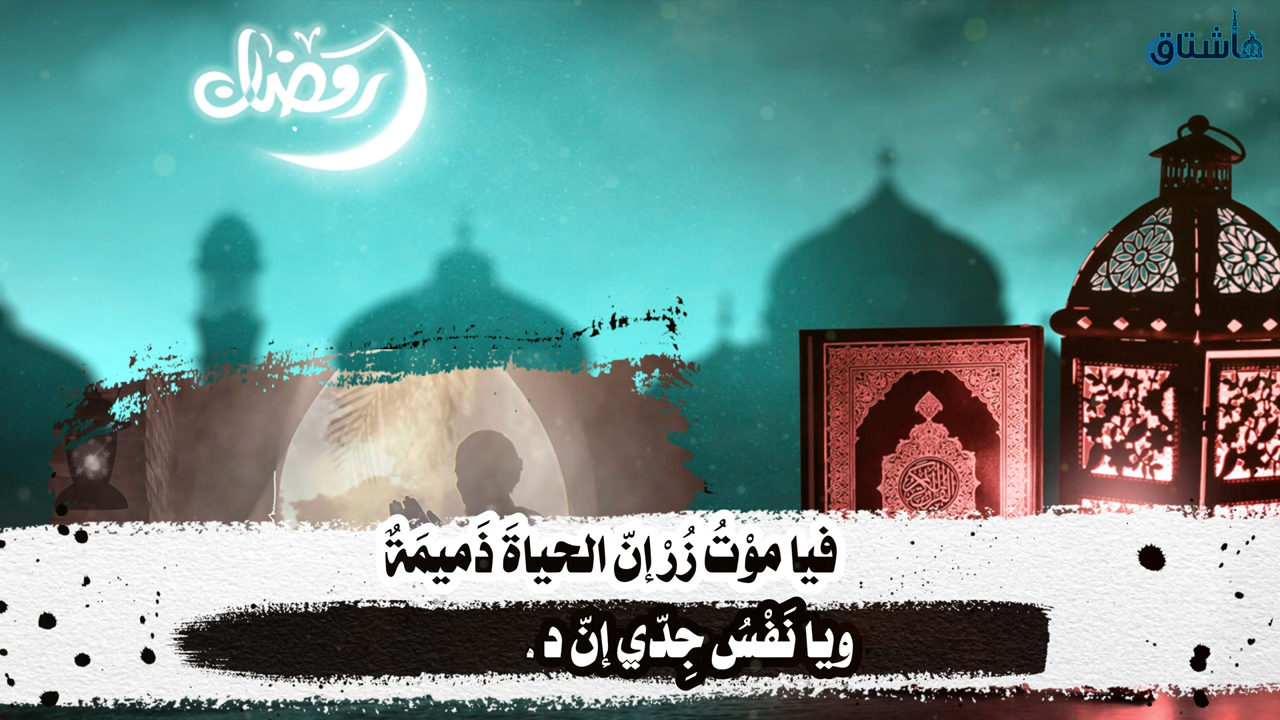 رمضان
هاشتاق
فيا موْتُ زُرْ إنّ الحياةَ ذَميمَةٌ
ويا نَفْسُ جِدّي إنّ د.